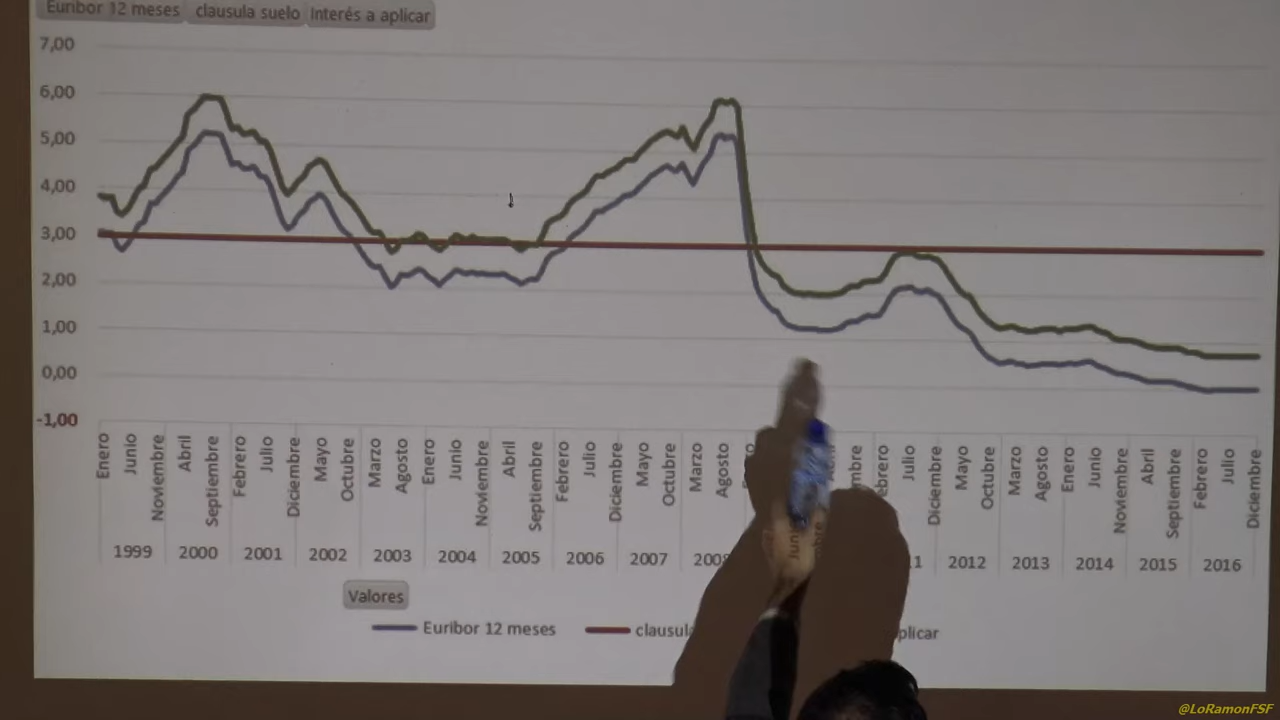 Euribor 12 meses clausula suelo Interés a aplicar
7,00
6,00
5,00
4,00
3,00
2,00
1,00
0,00
-1,00
Enero Junio Noviembre Abril Septiembre Febrero Julio Diciembre Mayo Octubre Marzo Agosto Enero Junio Noviembre Abril Septiembre Febrero Julio Diciembre Mayo Octubre Marzo Agosto Julio Diciembre Mayo Octubre Marzo Agosto Enero Junio Noviembre Abril Septiembre Febrero Julio Diciembre
1999 2000 2001 2002 2003 2004 2005 2006 2007 2008 2012 2013 2014 2015 2016
Valores
Euribor 12 meses clausula
@LoRamonFSF